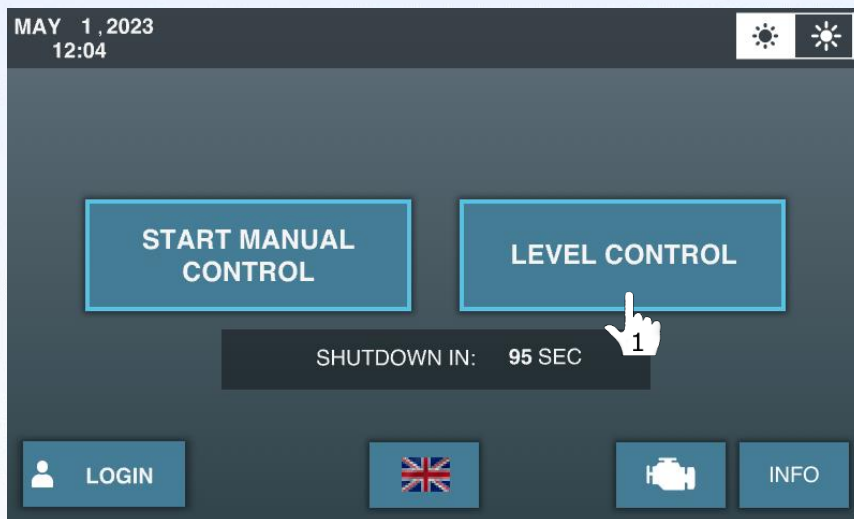 MAY 1,2023
12:04
START MANUAL
CONTROL
LEVEL CONTROL
1
SHUTDOWN IN: 95 SEC
LOGIN
INFO